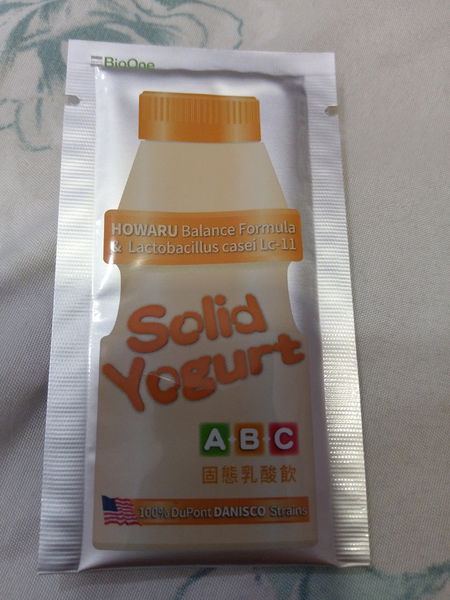 BioOne
HOWARU Balance Formula
& Lactobacillus casei Lc-11
Solid
Yogurt
A+B+C
固態乳酸飲
100% DuPont DANISCO Strains